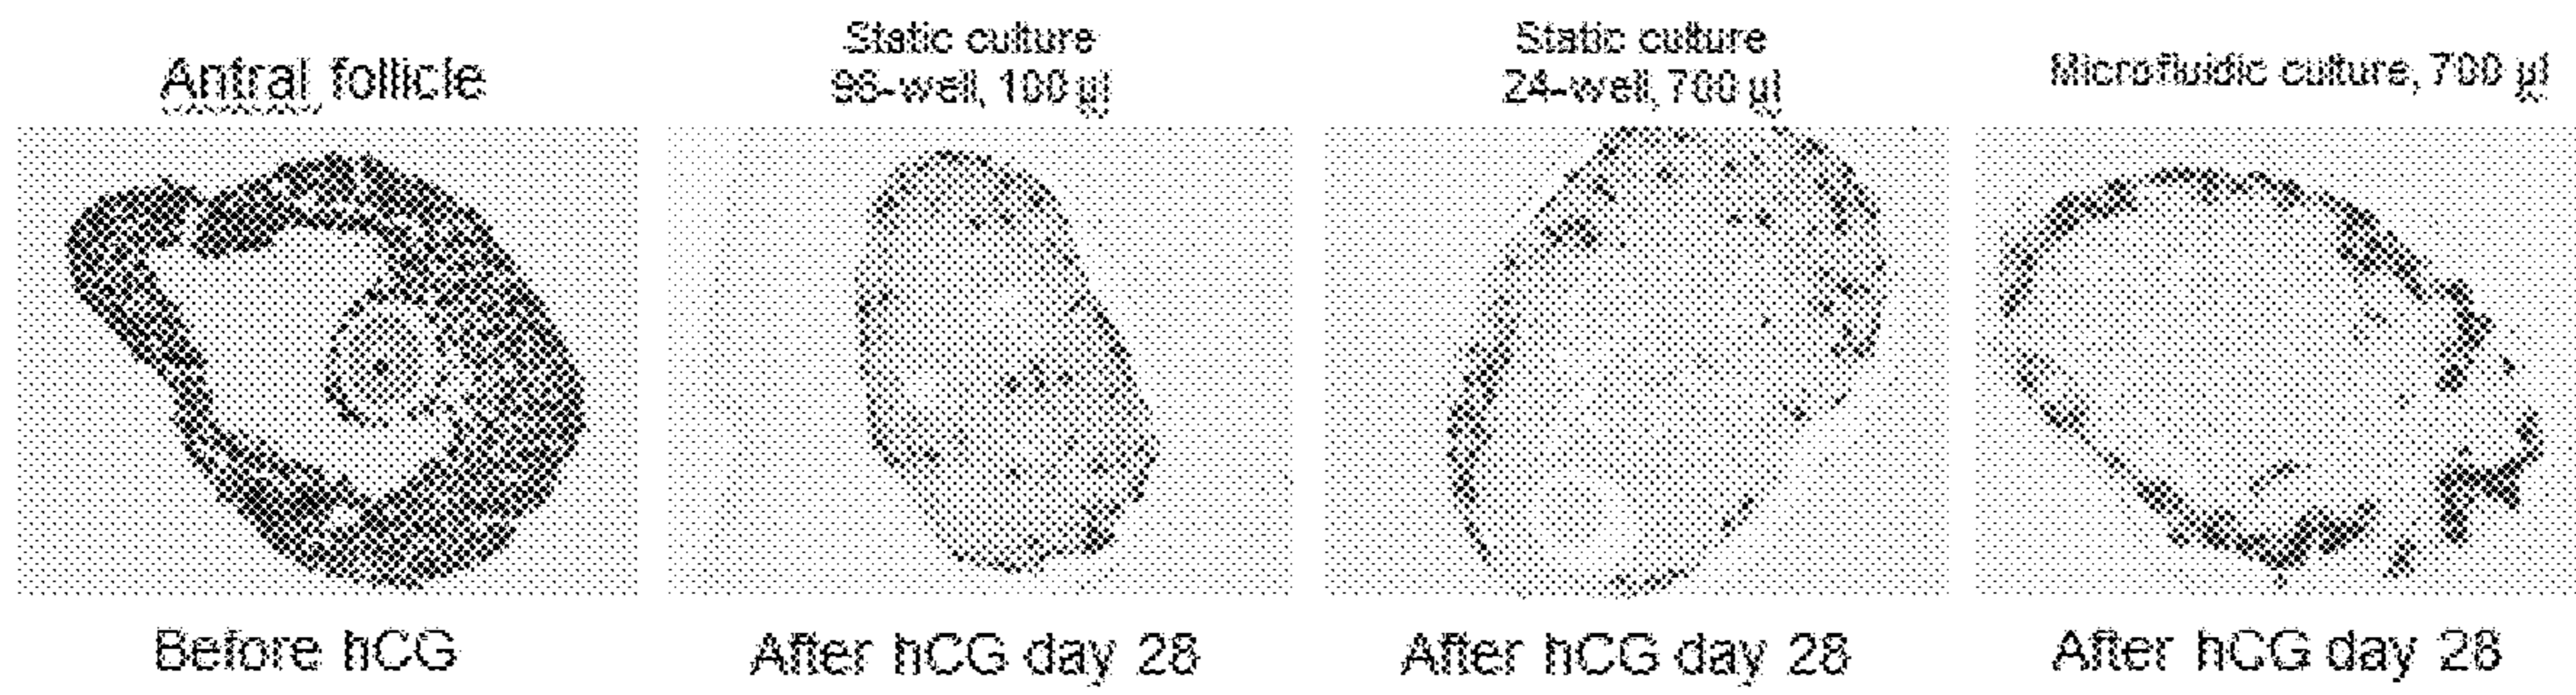 Antral follicle
Static culture
96-well, 100 µl
Static culture
24-well, 700 µl
Microfluidic culture, 700 µl
Before hCG
After hCG day 28
After hCG day 28
After hCG day 28